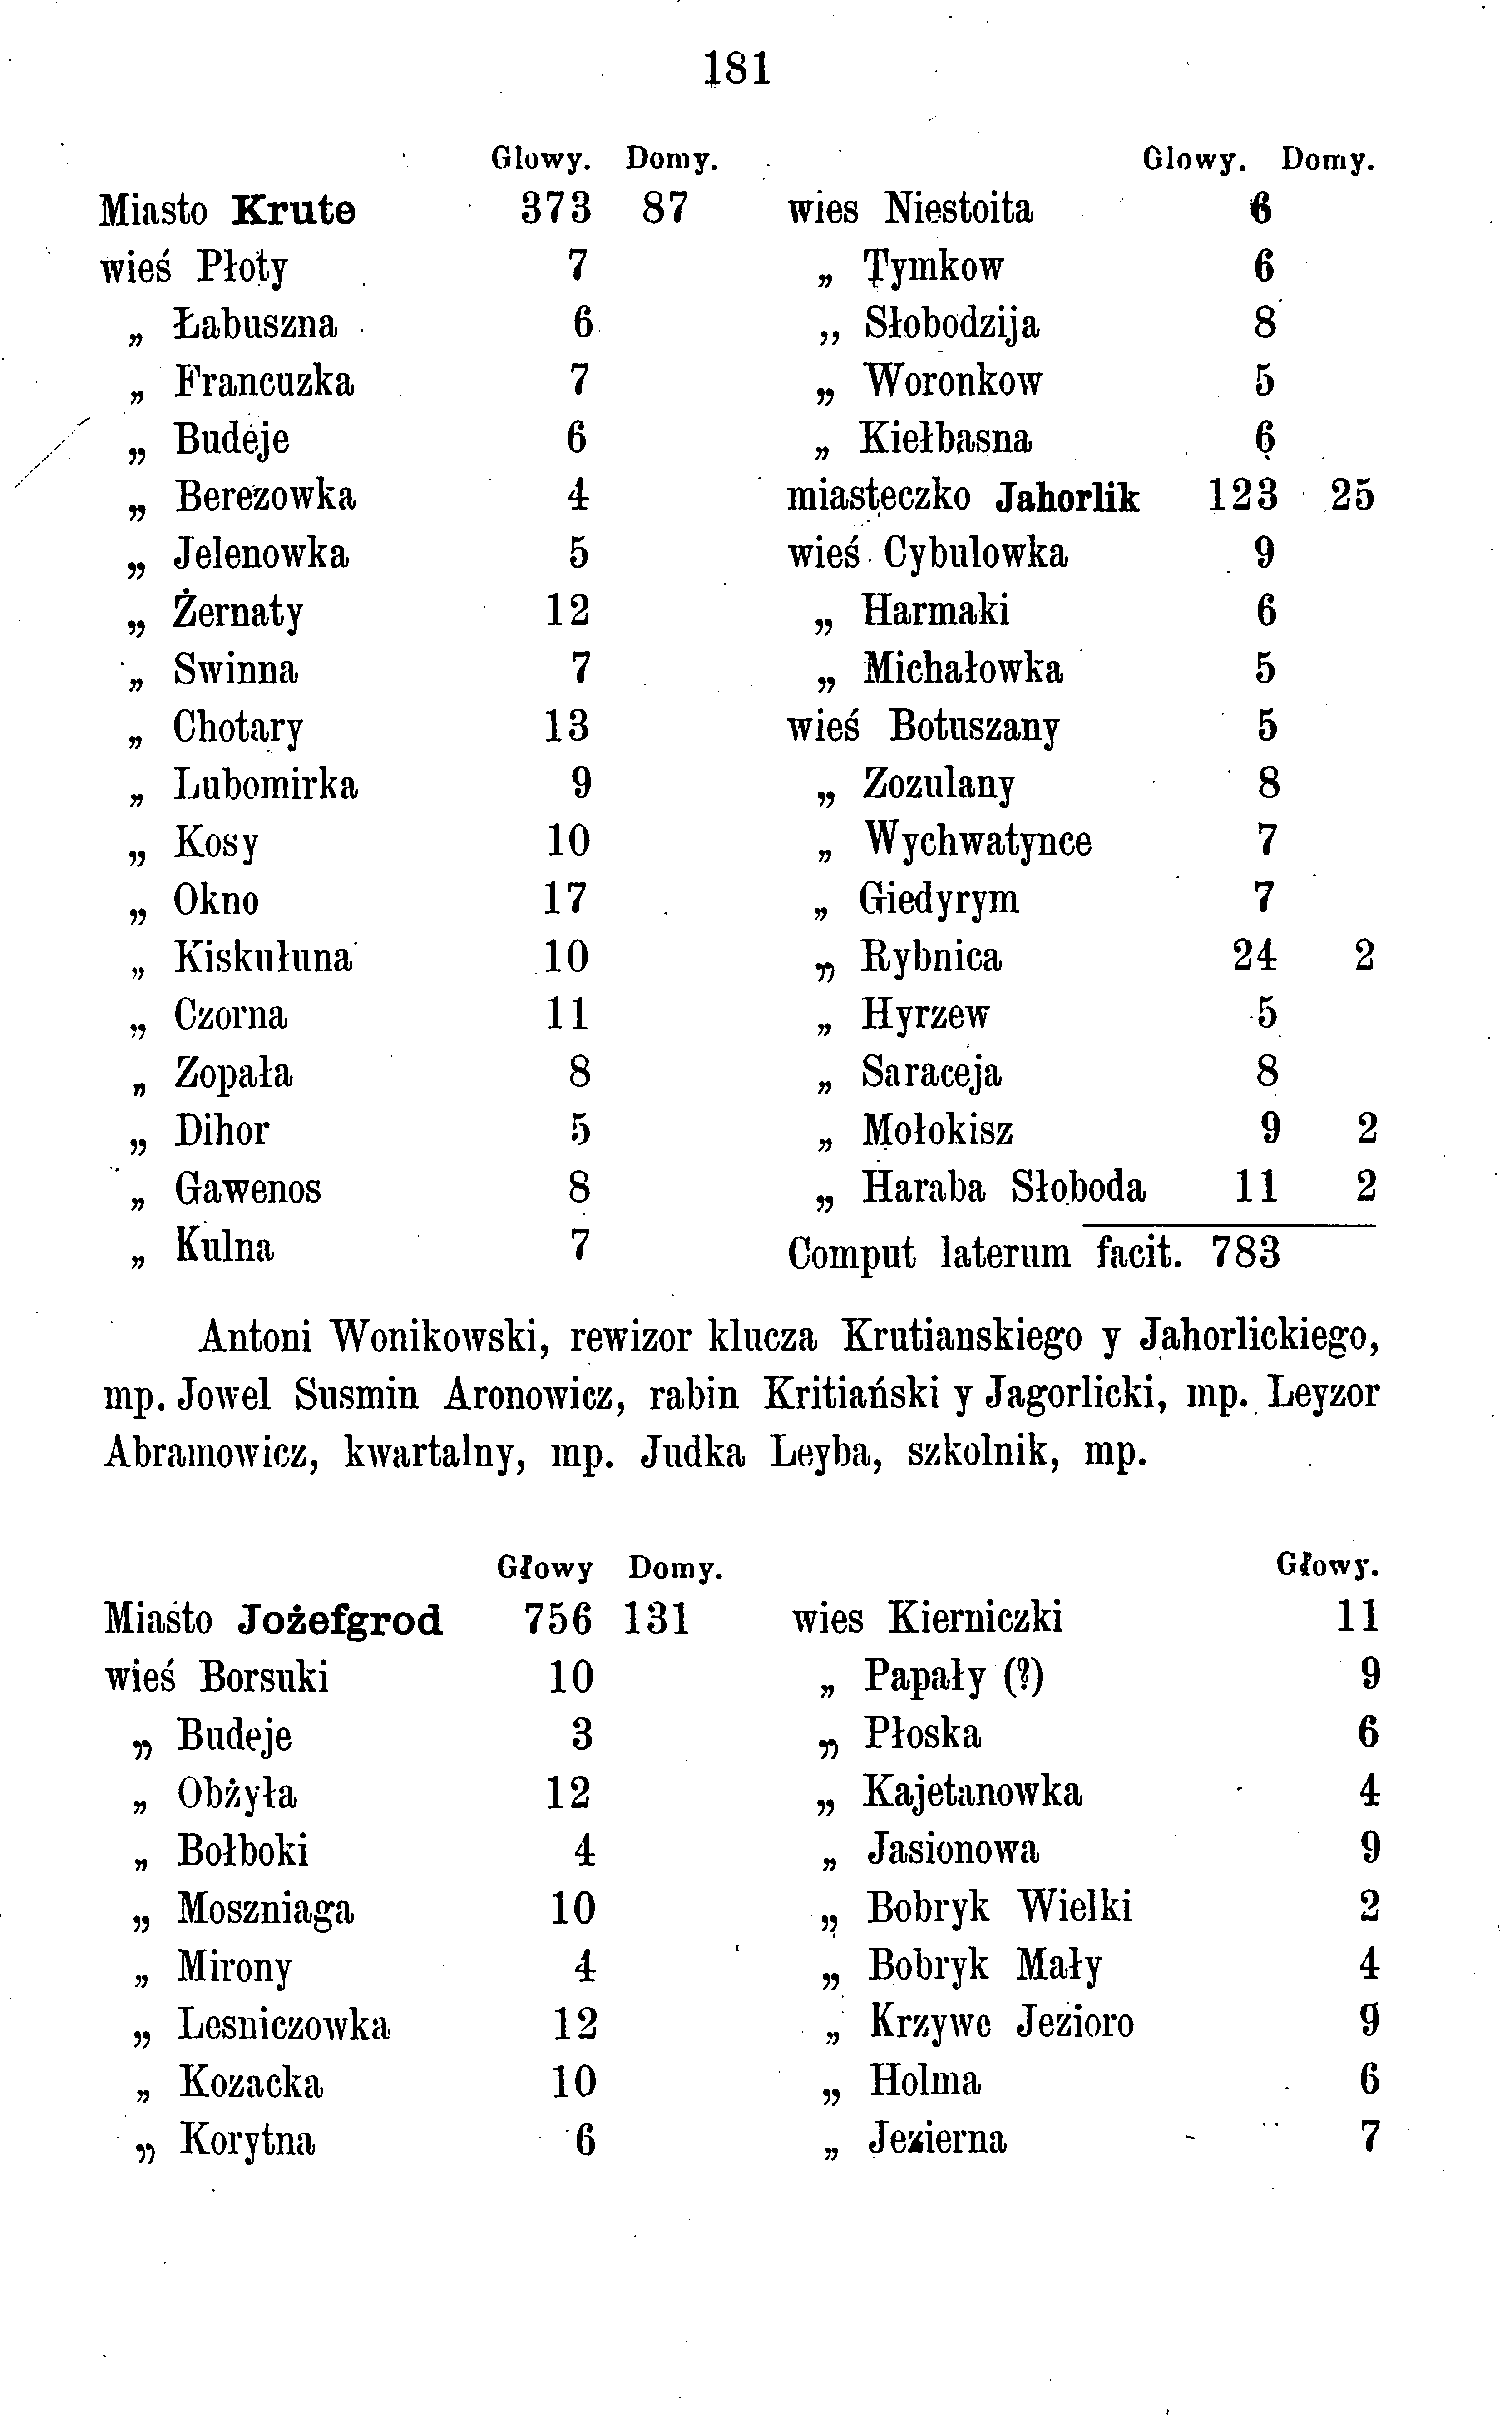 181
Glowy. Domy.
Miasto Krute 373 87
wieś Płoty 7
„ Łabuszna 6
„ Francuzka 7
„ Budeje 6
„ Berezowka 4
„ Jelenowka 5
„ Żernaty 12
„ Swinna 7
„ Chotary 13
„ Lubomirka 9
„ Kosy 10
„ Okno 17
„ Kiskułuna 10
„ Czorna 11
„ Zopała 8
„ Dihor 5
„ Gawenos 8
„ Kulna 7
Glowy. Domy.
wies Niestoita 6
„ Tymkow 6
„ Słobodzija 8
„ Woronkow 5
„ Kiełbasna 6
miasteczko Jahorlik 123 25
wieś Cybulowka 9
„ Harmaki 6
„ Michałowka 5
wieś Botuszany 5
„ Zozulany 8
„ Wychwatynce 7
„ Giedyrym 7
„ Rybnica 24 2
„ Hyrzew 5
„ Saraceja 8
„ Mołokisz 9 2
„ Haraba Słoboda 11 2
Comput laterum facit. 783
Antoni Wonikowski, rewizor klucza Krutianskiego y Jahorlickiego,
mp. Jowel Susmin Aronowicz, rabin Kritiański y Jagorlicki, mp. Leyzor
Abramowicz, kwartalny, mp. Judka Leyba, szkolnik, mp.
Głowy Domy.
Miasto Jożefgrod 756 131
wieś Borsuki 10
„ Budeje 3
„ Obżyła 12
„ Bołboki 4
„ Moszniaga 10
„ Mirony 4
„ Lesniczowka 12
„ Kozacka 10
„ Korytna 6
Głowy.
wies Kierniczki 11
„ Papały (?) 9
„ Płoska 6
„ Kajetanowka 4
„ Jasionowa 9
„ Bobryk Wielki 2
„ Bobryk Mały 4
„ Krzywe Jezioro 9
„ Holma 6
„ Jezierna 7